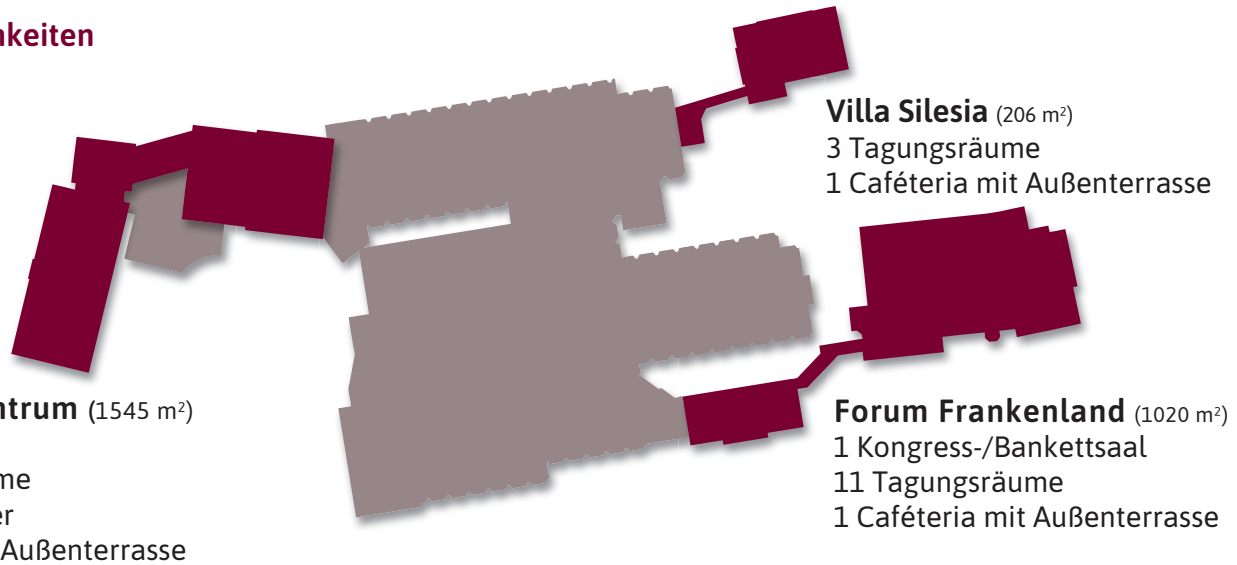 nkeiten
Villa Silesia (206 m²)
3 Tagungsräume
1 Caféteria mit Außenterrasse
ntrum (1545 m²)
me
er
Außenterrasse
Forum Frankenland (1020 m²)
1 Kongress-/Bankettsaal
11 Tagungsräume
1 Caféteria mit Außenterrasse